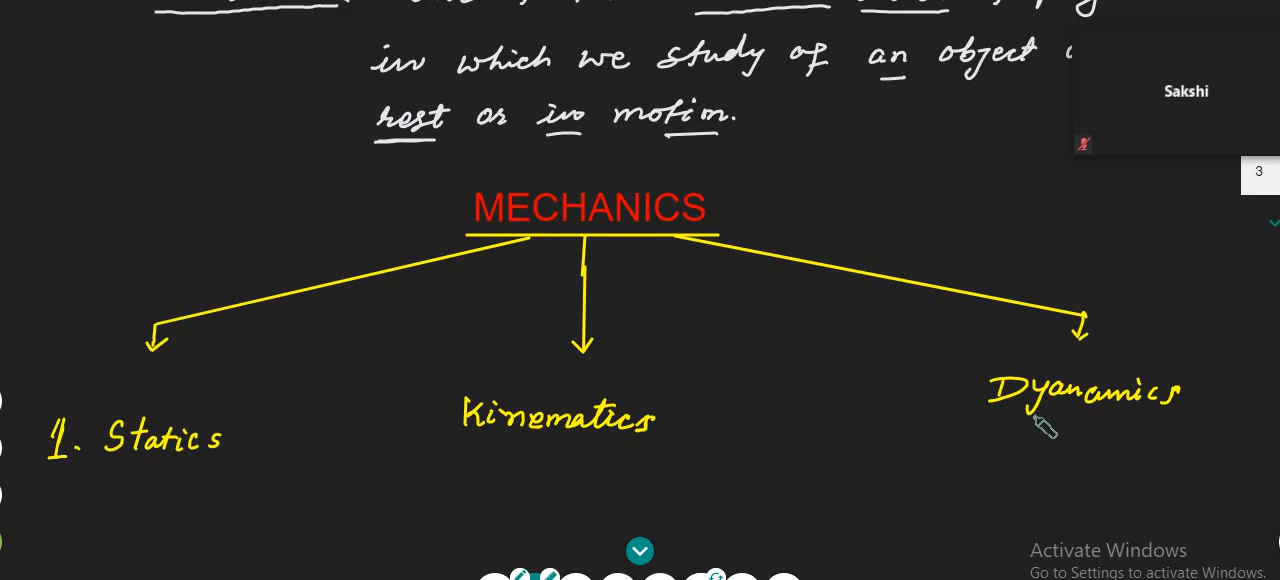 in which we study of an object
rest or in motion.
Sakshi
3
MECHANICS
1. Statics
Kinematics
Dyanamics
Activate Windows
Go to Settings to activate Windows.